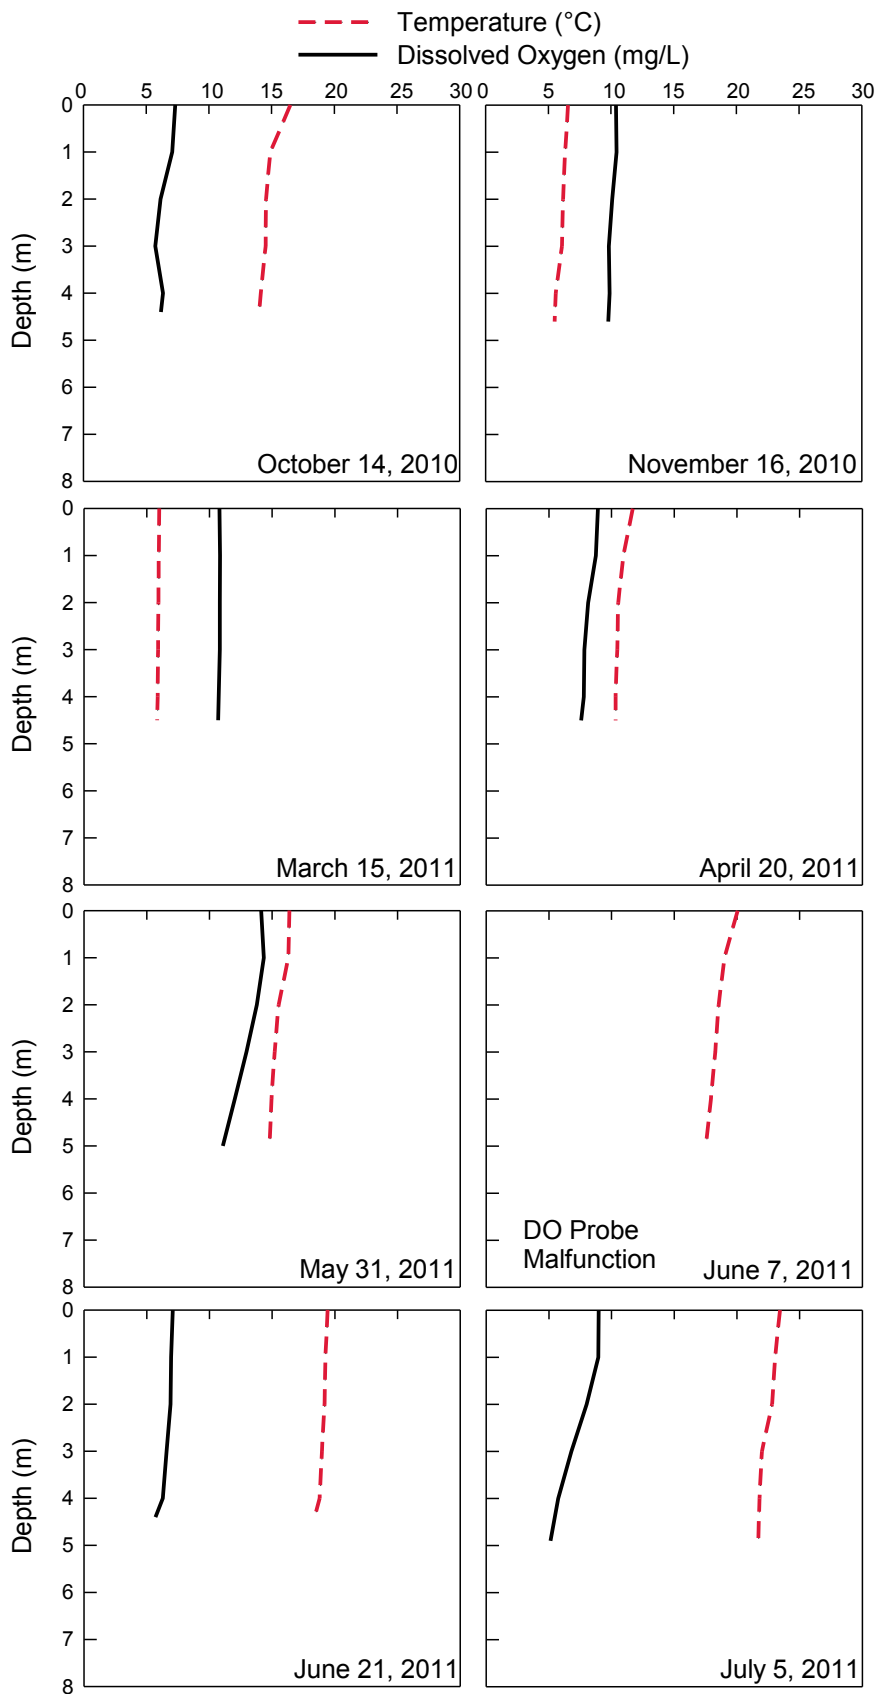 Temperature (°C)
Dissolved Oxygen (mg/L)
0 5 10 15 20 25 30
0 5 10 15 20 25 30
Depth (m)
0
1
2
3
4
5
6
7
8
October 14, 2010
November 16, 2010
Depth (m)
0
1
2
3
4
5
6
7
8
March 15, 2011
April 20, 2011
Depth (m)
0
1
2
3
4
5
6
7
8
May 31, 2011
DO Probe
Malfunction
June 7, 2011
Depth (m)
0
1
2
3
4
5
6
7
8
June 21, 2011
July 5, 2011